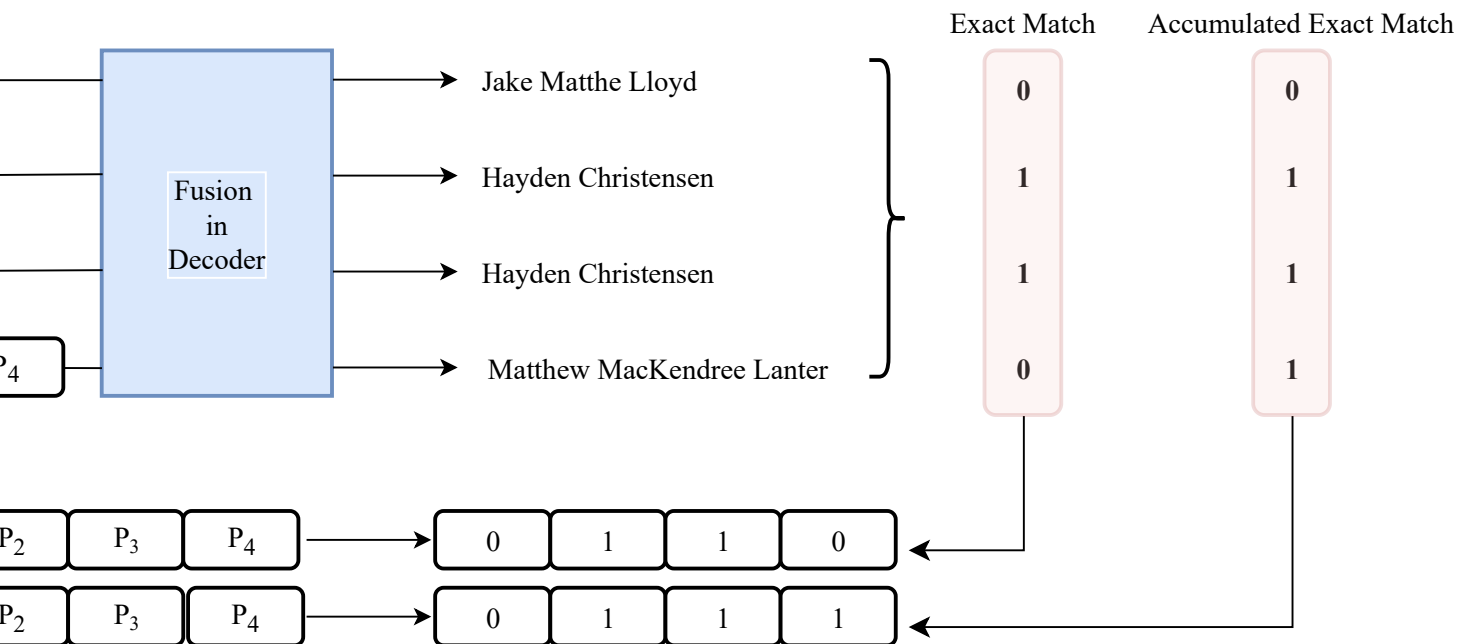 Exact Match
Accumulated Exact Match
Jake Matthe Lloyd
0
0
Hayden Christensen
1
1
Fusion
in
Decoder
Hayden Christensen
1
1
P4
Matthew MacKendree Lanter
0
1
P2
P3
P4
0
1
1
0
P2
P3
P4
0
1
1
1